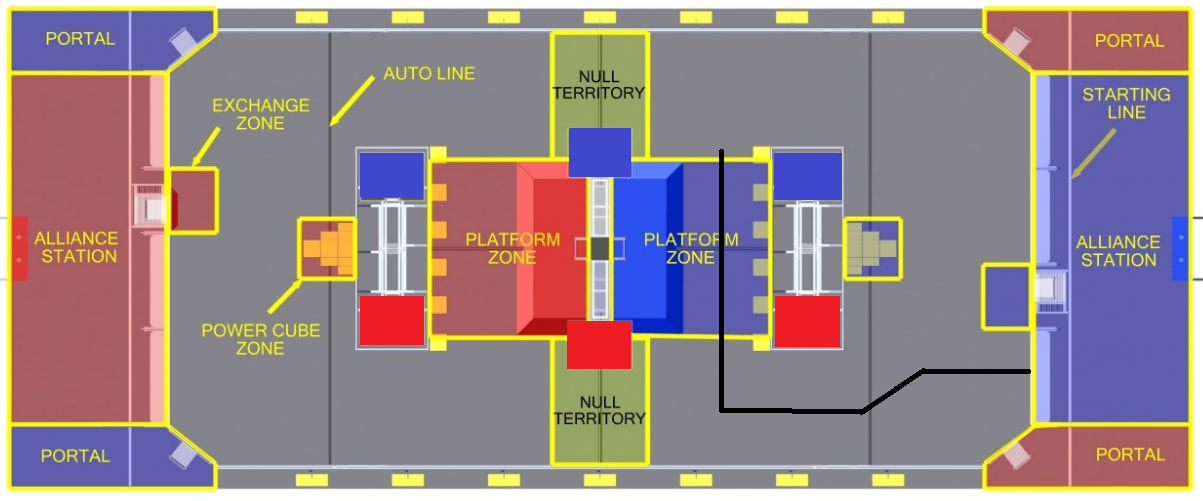 PORTAL
AUTO LINE
NULL
TERRITORY
PORTAL
EXCHANGE
ZONE
STARTING
LINE
ALLIANCE
STATION
PLATFORM
ZONE
PLATFORM
ZONE
ALLIANCE
STATION
POWER CUBE
ZONE
NULL
TERRITORY
PORTAL
PORTAL